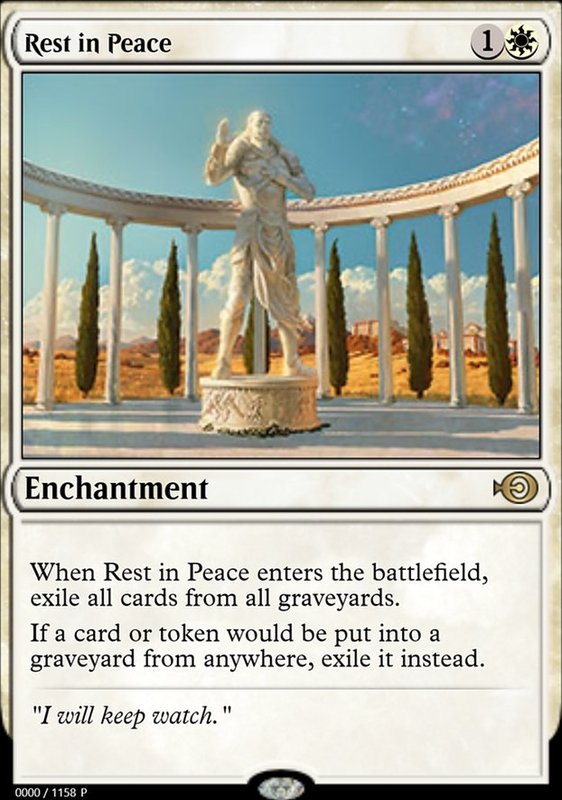 Rest in Peace 1
Enchantment
When Rest in Peace enters the battlefield,
exile all cards from all graveyards.
If a card or token would be put into a
graveyard from anywhere, exile it instead.
"I will keep watch."
0000 / 1158 P